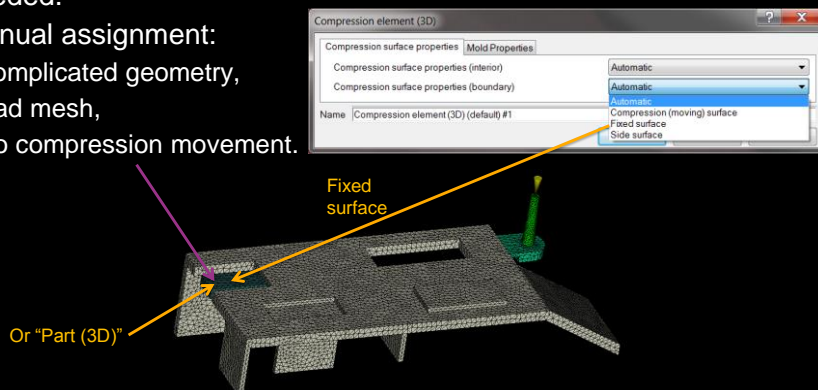 eded.
nual assignment:
omplicated geometry,
ad mesh,
o compression movement.
Compression element (3D)
Compression surface properties Mold Properties
Compression surface properties (interior) Automatic
Compression surface properties (boundary) Automatic
Automatic
Compression (moving) surface
Fixed surface
Side surface
Name Compression element (3D) (default) #1
Fixed
surface
Or “Part (3D)”